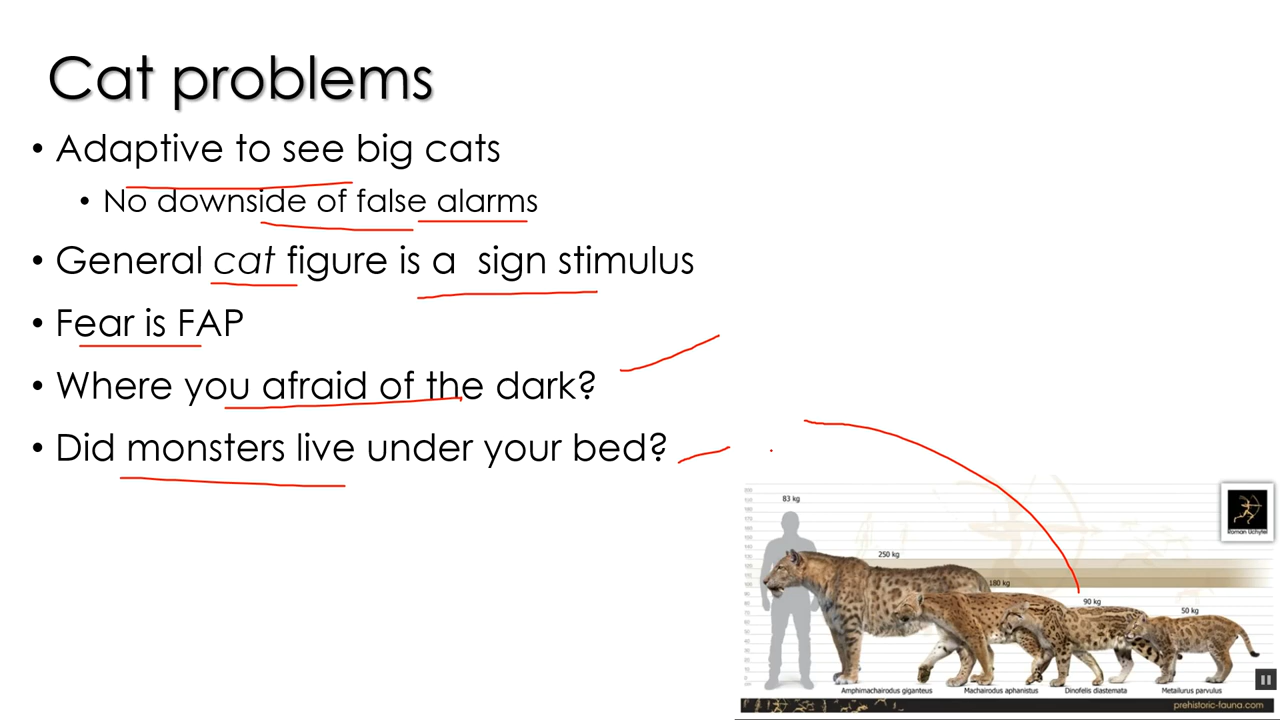 Cat problems
• Adaptive to see big cats
• No downside of false alarms
• General cat figure is a sign stimulus
• Fear is FAP
• Where you afraid of the dark?
• Did monsters live under your bed?
83 kg
250 kg
180 kg
90 kg
50 kg
Roman Uchytel
Amphimachairodus giganteus
Machairodus aphanistus
Dinofelis diastemata
Metailurus parvulus
prehistoric-fauna.com